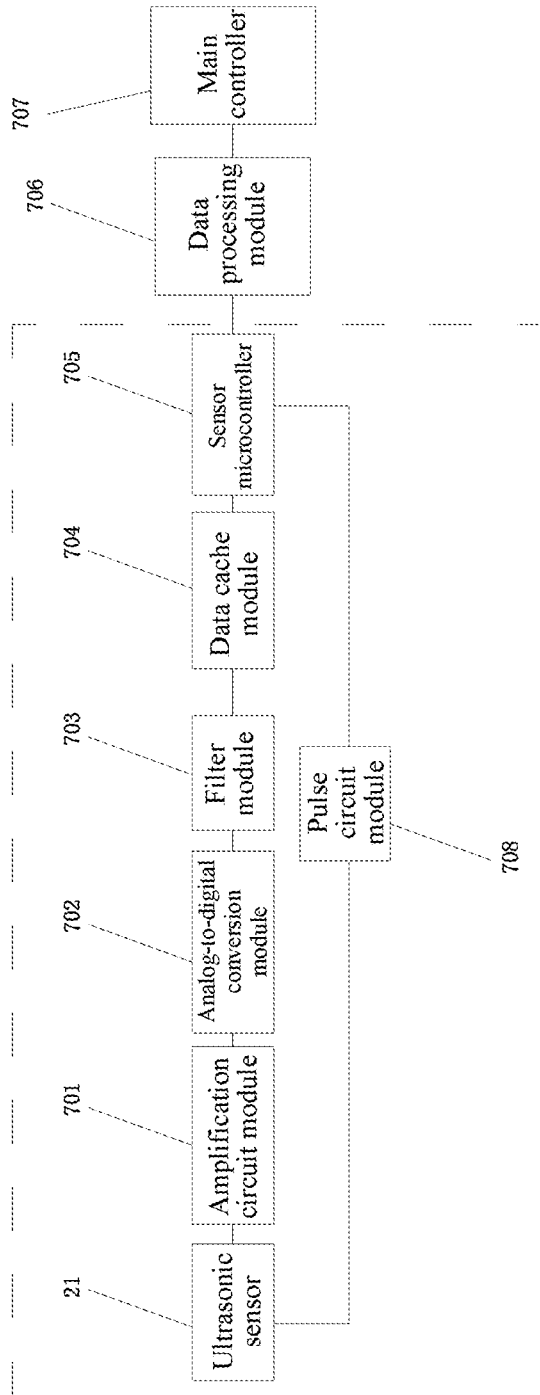 21
701
702
703
704
705
706
707
Ultrasonic
sensor
Amplification
circuit module
Analog-to-digital
conversion
module
Filter
module
Data cache
module
Sensor
microcontroller
Data
processing
module
Main
controller
Pulse
circuit
module
708